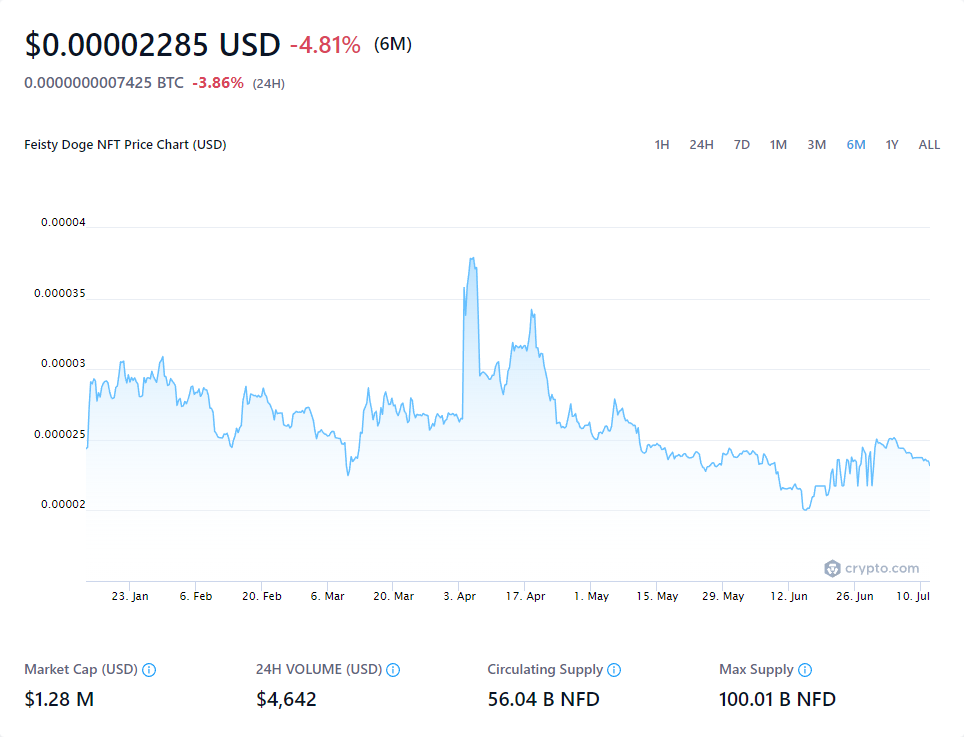 $0.00002285 USD -4.81% (6M)
0.0000000007425 BTC -3.86% (24H)
Feisty Doge NFT Price Chart (USD) 1H 24H 7D 1M 3M 6M 1Y ALL
0.00004
0.000035
0.00003
0.000025
0.00002
crypto.com
23. Jan 6. Feb 20. Feb 6. Mar 20. Mar 3. Apr 17. Apr 1. May 15. May 29. May 12. Jun 26. Jun 10. Jul
Market Cap (USD) 24H VOLUME (USD) Circulating Supply Max Supply
$1.28 M $4,642 56.04 B NFD 100.01 B NFD